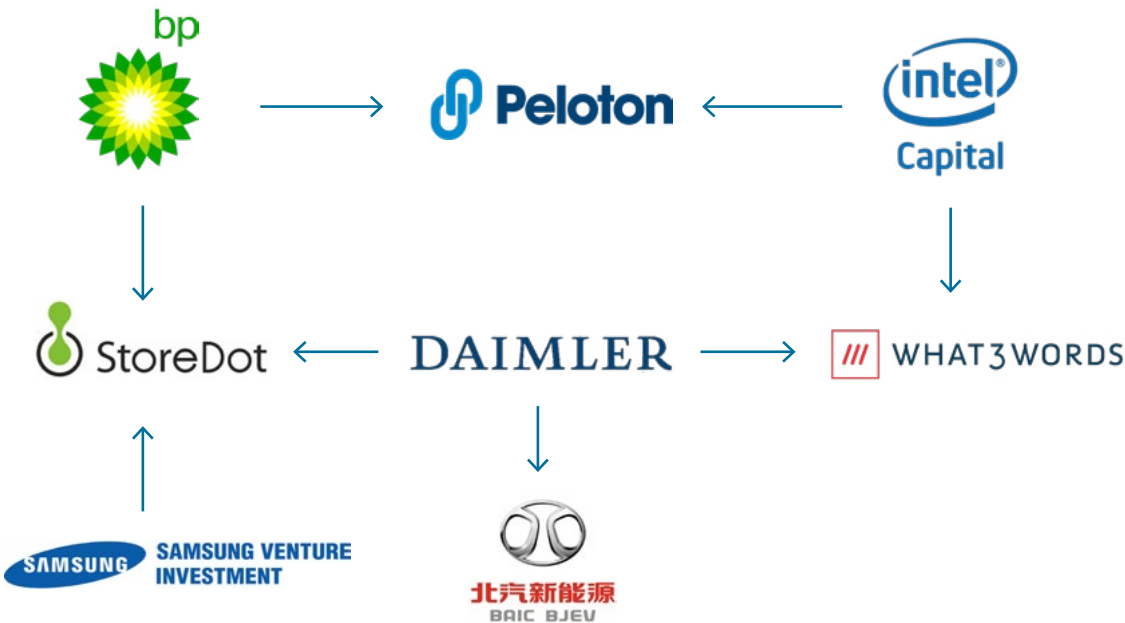 bp
Peloton
intel®
Capital
StoreDot
DAIMLER
WHAT3WORDS
SAMSUNG
SAMSUNG VENTURE
INVESTMENT
北汽新能源
BAIC BJEV